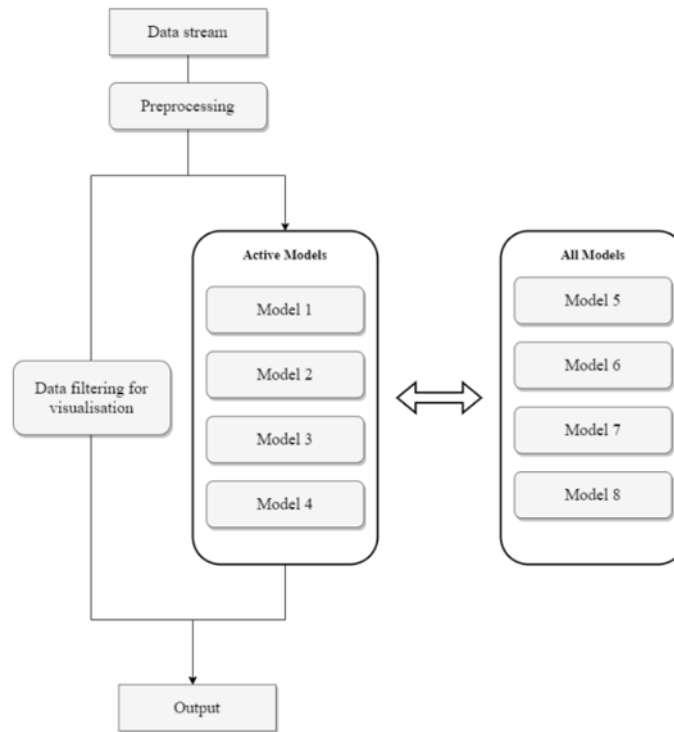 Data stream
Preprocessing
Active Models
Model 1
Model 2
Model 3
Model 4
All Models
Model 5
Model 6
Model 7
Model 8
Data filtering for
visualisation
Output